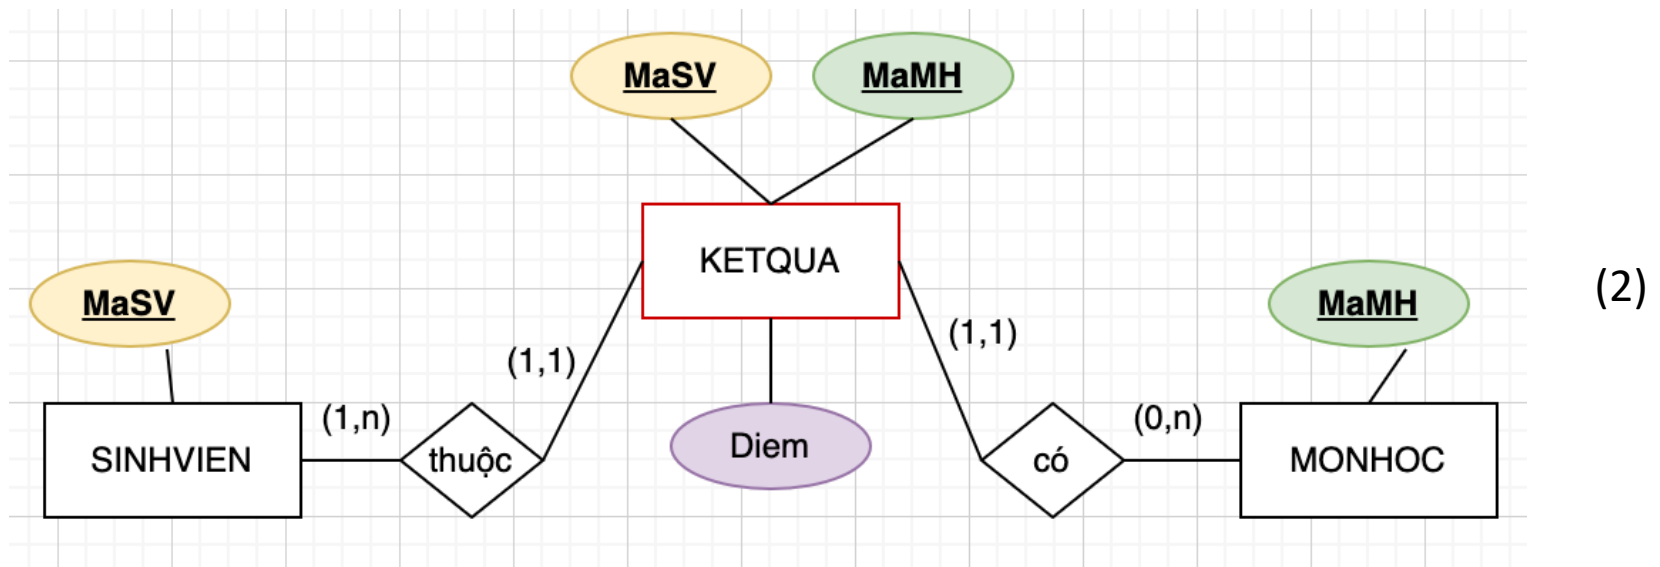 MaSV
MaMH
KETQUA
(2)
MaSV
MaMH
(1,1)
(1,1)
(1,n)
(0,n)
Diem
SINHVIEN
thuộc
có
MONHOC